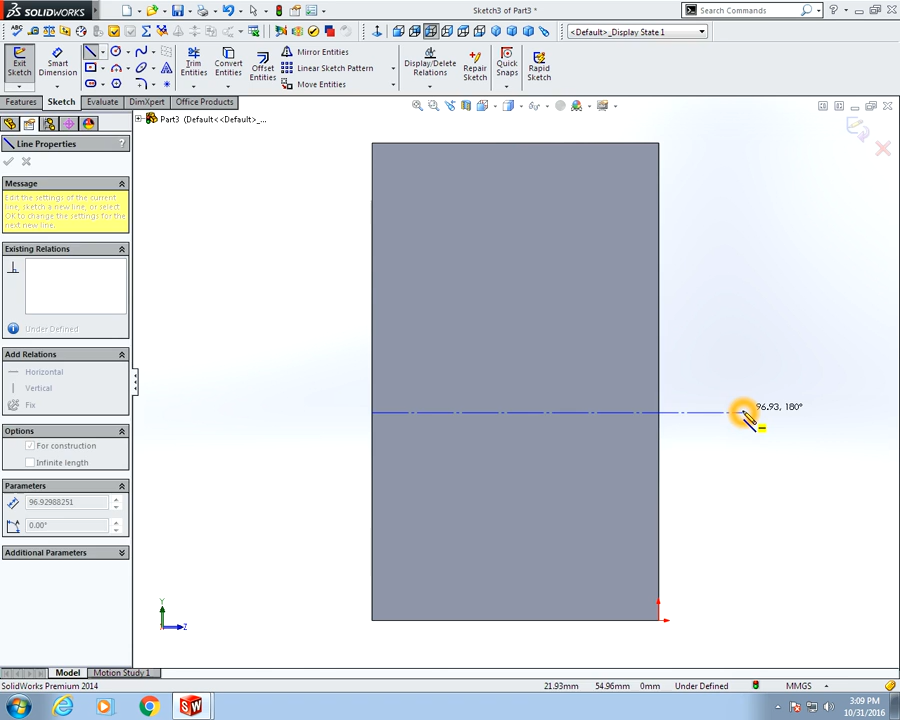 SOLIDWORKS
Sketch3 of Part3 *
Search Commands
<Default>_Display State 1
Exit Sketch
Smart Dimension
Trim Entities
Convert Entities
Offset Entities
Mirror Entities
Linear Sketch Pattern
Move Entities
Display/Delete Relations
Repair Sketch
Quick Snaps
Rapid Sketch
Features
Sketch
Evaluate
DimXpert
Office Products
Part3 (Default<<Default>_...
Line Properties
?
Message
Edit the settings of the current
line, sketch a new line, or select
OK to change the settings for the
next new line.
Existing Relations
Under Defined
Add Relations
Horizontal
Vertical
Fix
Options
For construction
Infinite length
Parameters
96.92988251
0.00°
Additional Parameters
96.93, 180°
Y
Z
Model
Motion Study 1
SolidWorks Premium 2014
21.93mm
54.96mm
0mm
Under Defined
MMGS
3:09 PM
10/31/2016